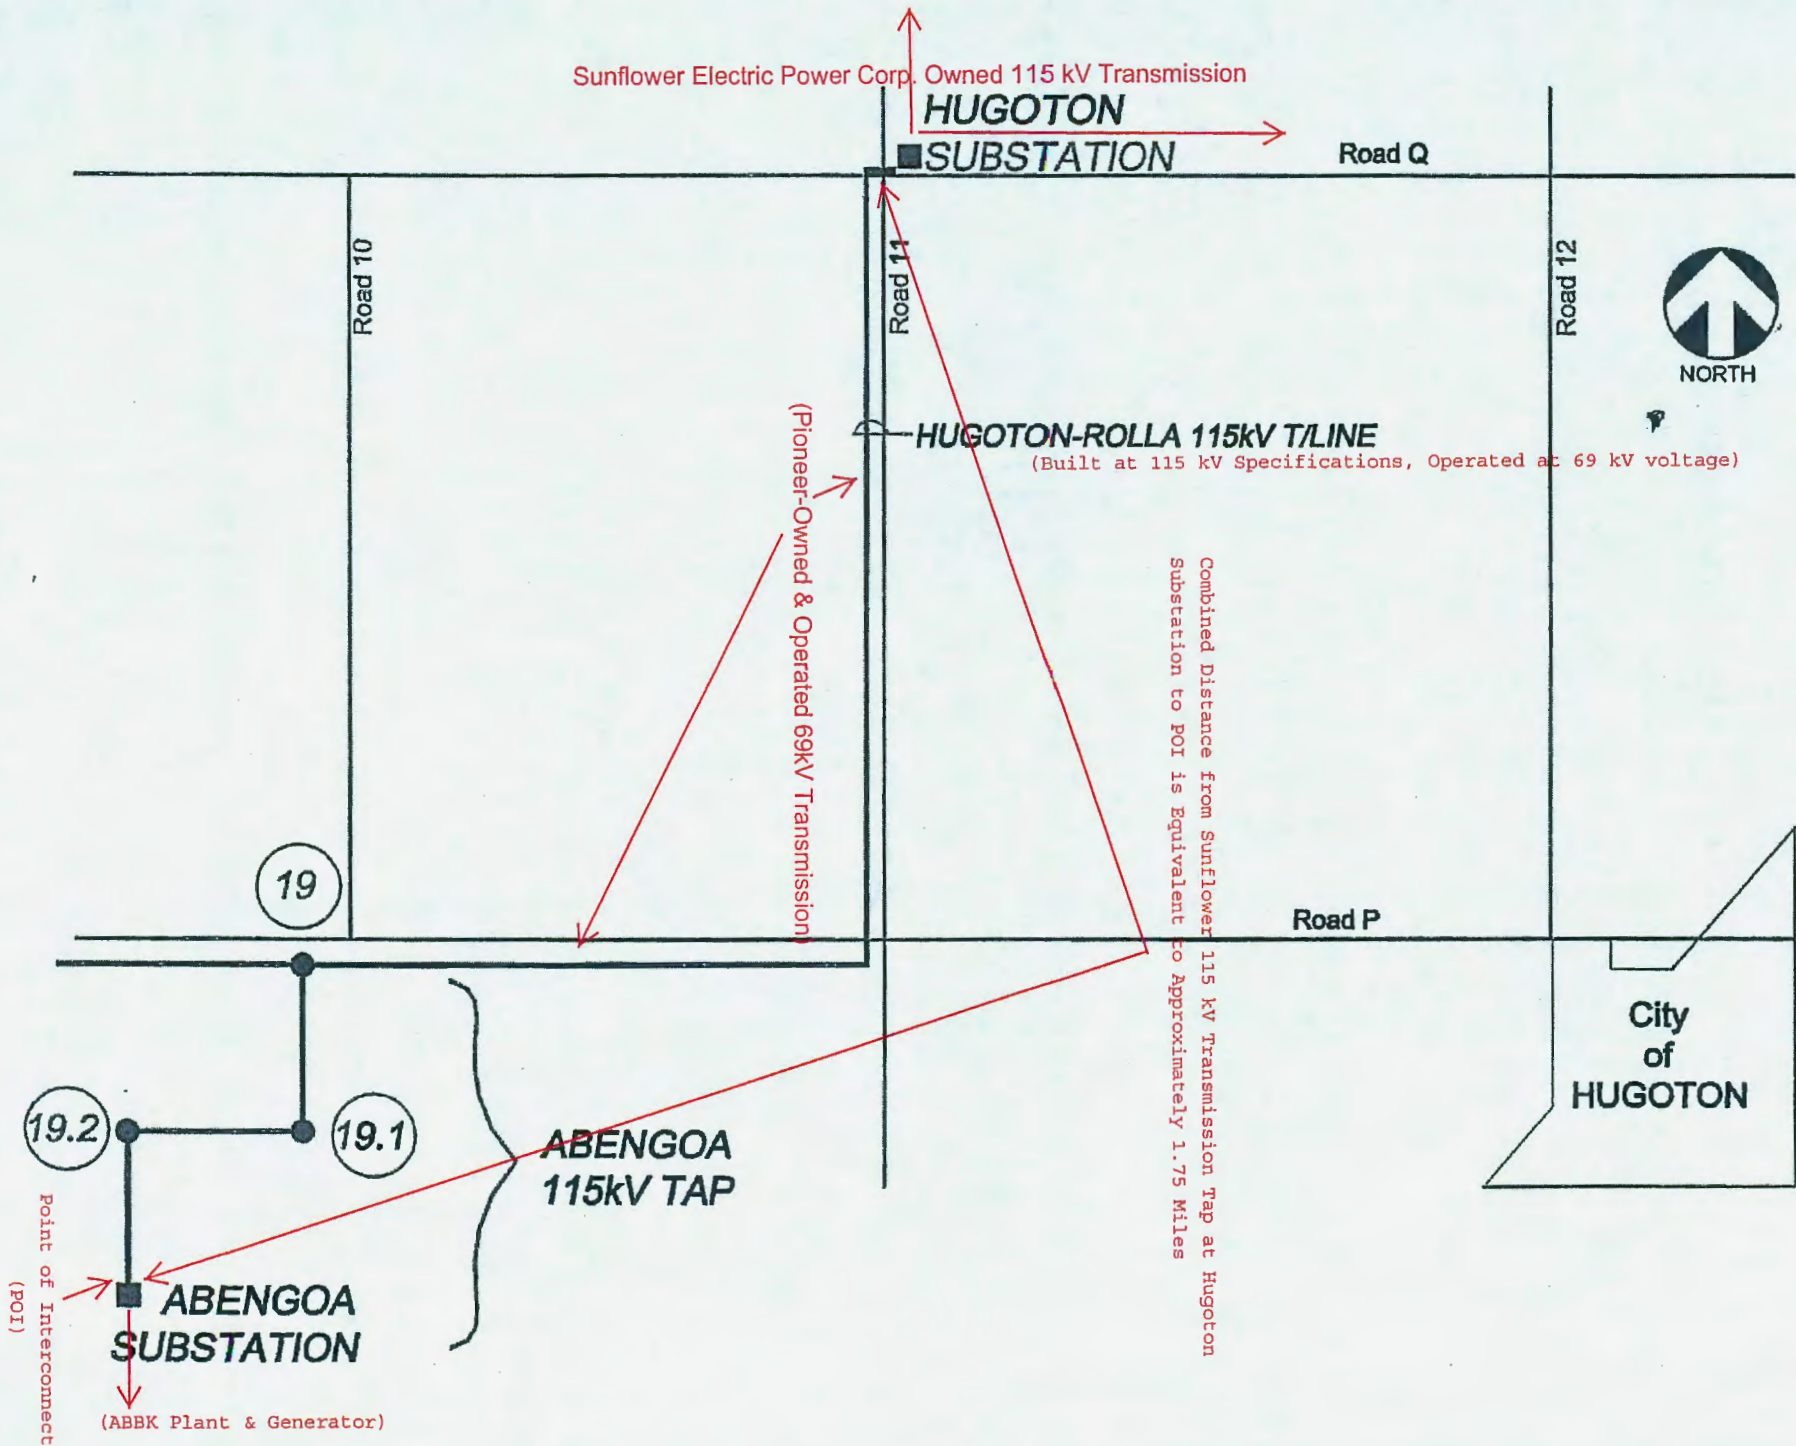 Sunflower Electric Power Corp. Owned 115 kV Transmission
HUGOTON
SUBSTATION
Road Q
Road 10
Road 11
Road 12
NORTH
HUGOTON-ROLLA 115kV T/LINE
(Built at 115 kV Specifications, Operated at 69 kV voltage)
(Pioneer-Owned & Operated 69kV Transmission)
Combined Distance from Sunflower 115 kV Transmission Tap at Hugoton
Substation to POI is Equivalent to Approximately 1.75 Miles
19
Road P
City
of
HUGOTON
19.2
19.1
ABENGOA
115kV TAP
Point of Interconnect
(POI)
ABENGOA
SUBSTATION
(ABBK Plant & Generator)